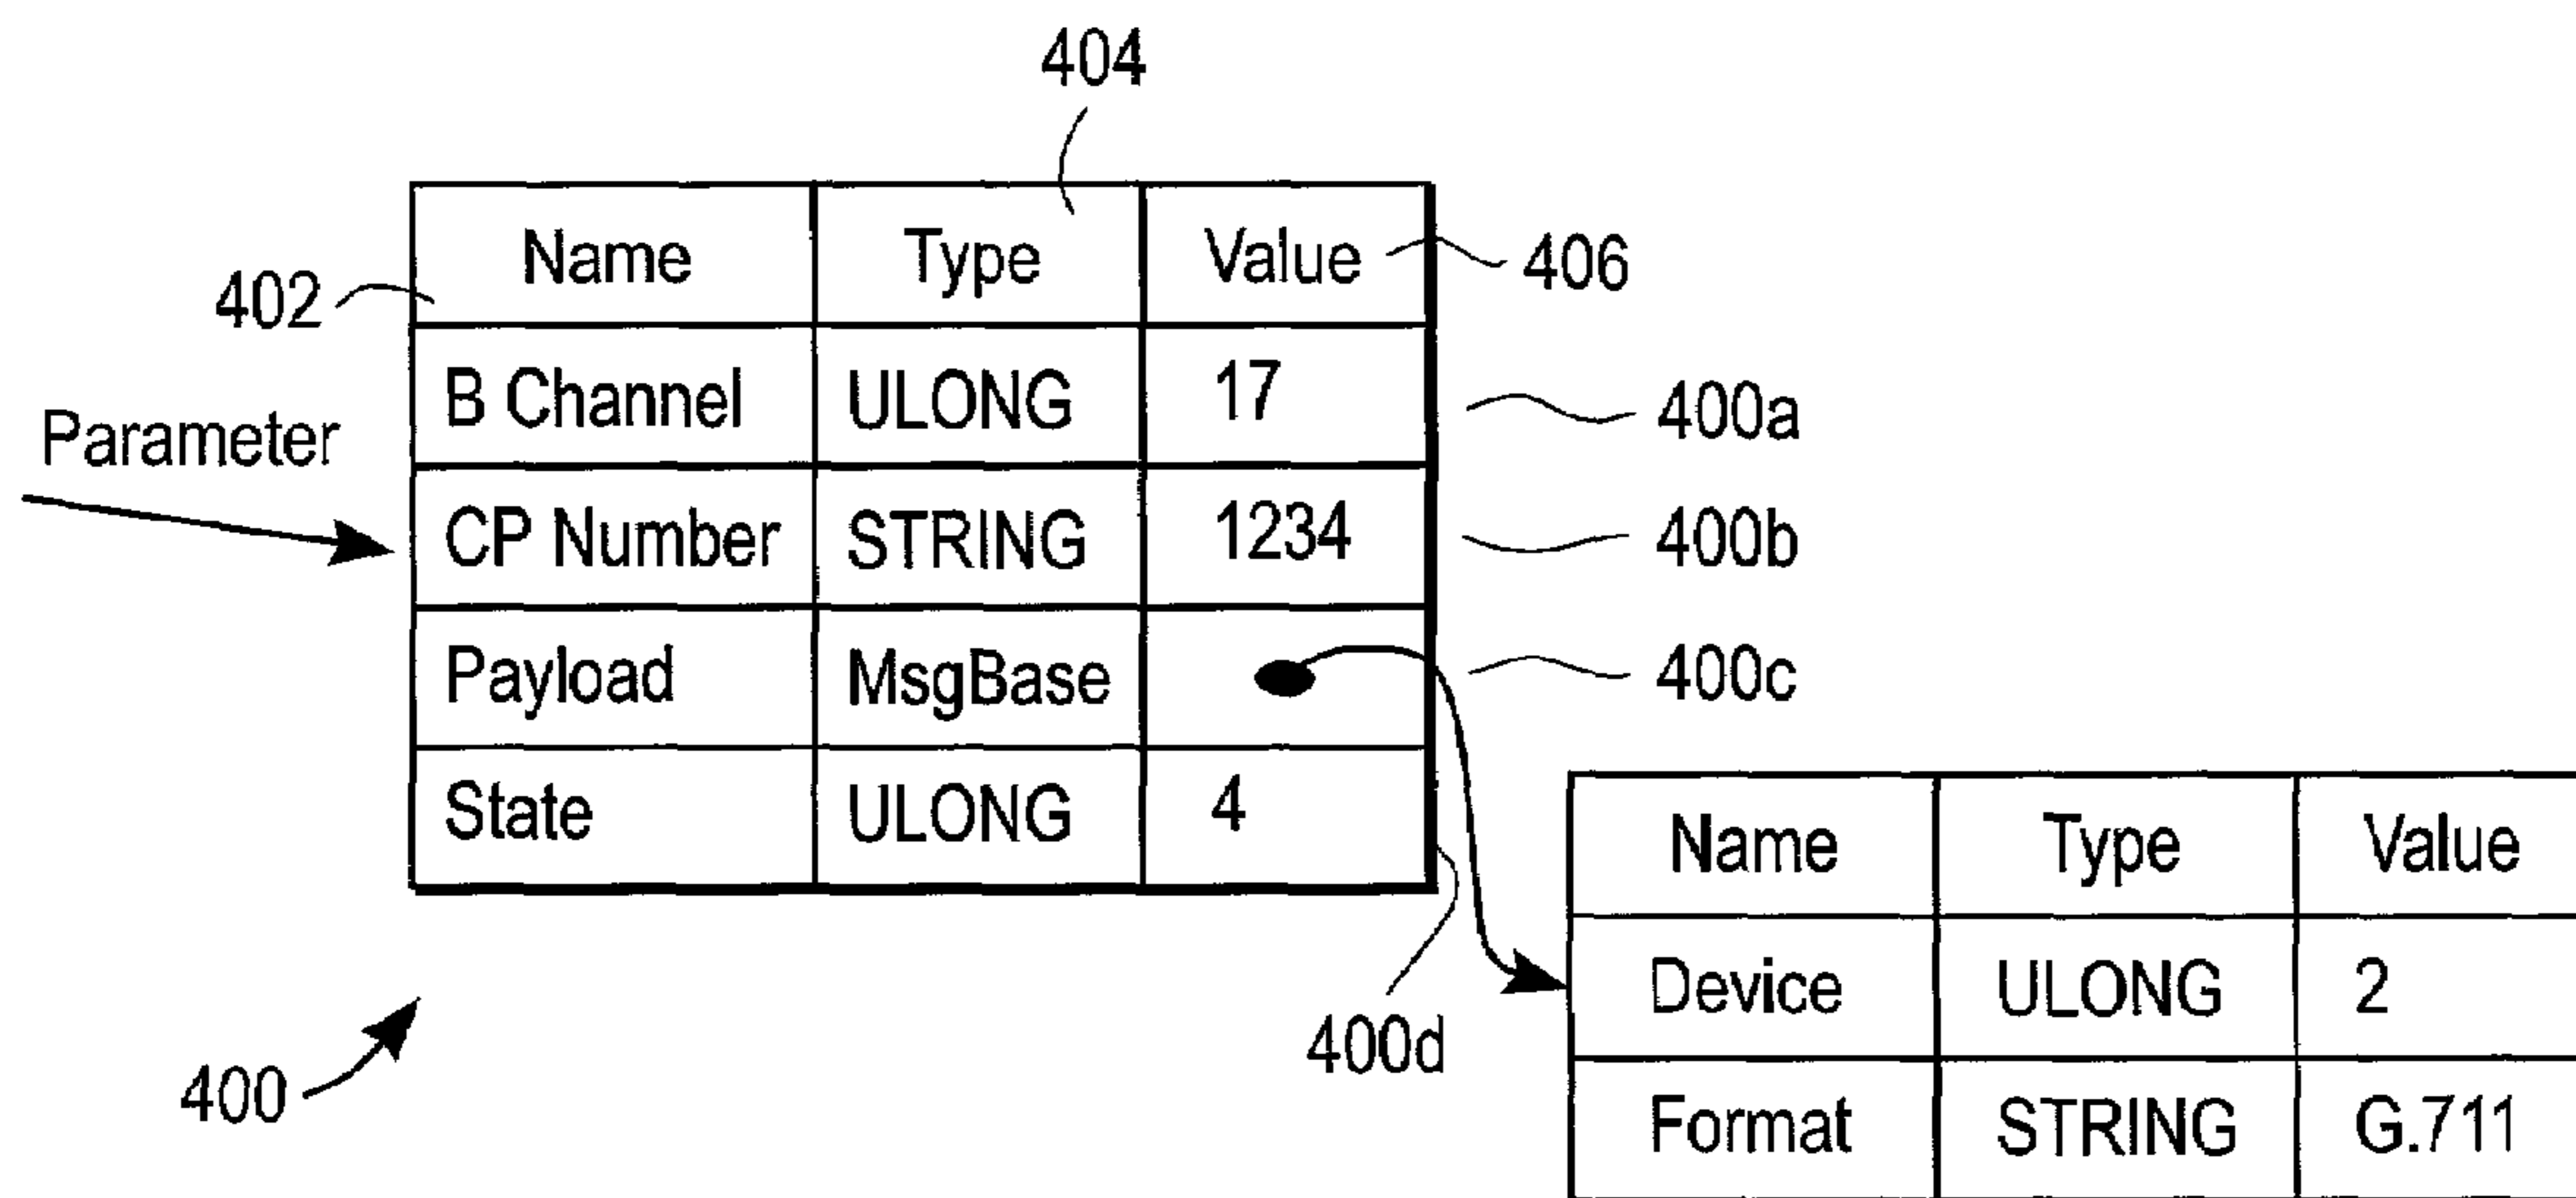 404
Name Type Value
402
406
B Channel ULONG 17
400a
Parameter
CP Number STRING 1234
400b
Payload MsgBase
400c
State ULONG 4
400d
400
Name Type Value
Device ULONG 2
Format STRING G.711